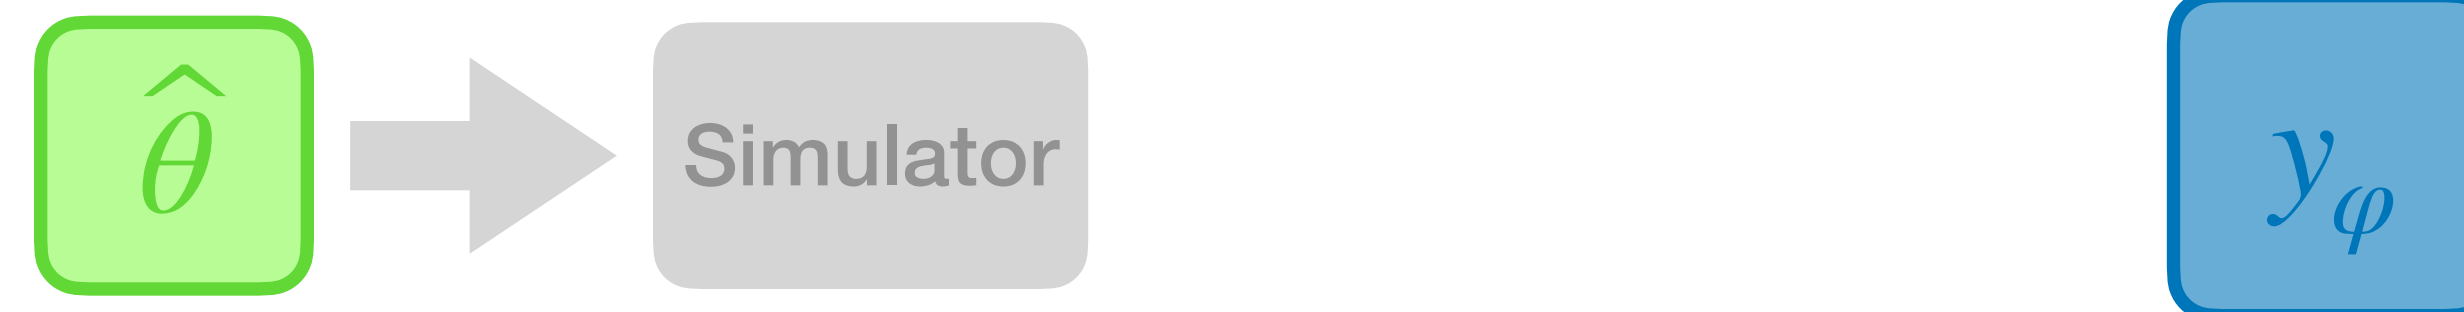 θ̂
Simulator
y_φ